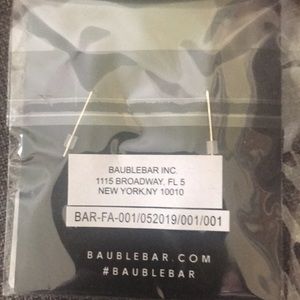 BAUBLEBAR INC.
1115 BROADWAY, FL 5
NEW YORK,NY 10010
BAR-FA-001/052019/001/001
BAUBLEBAR.COM
#BAUBLEBAR